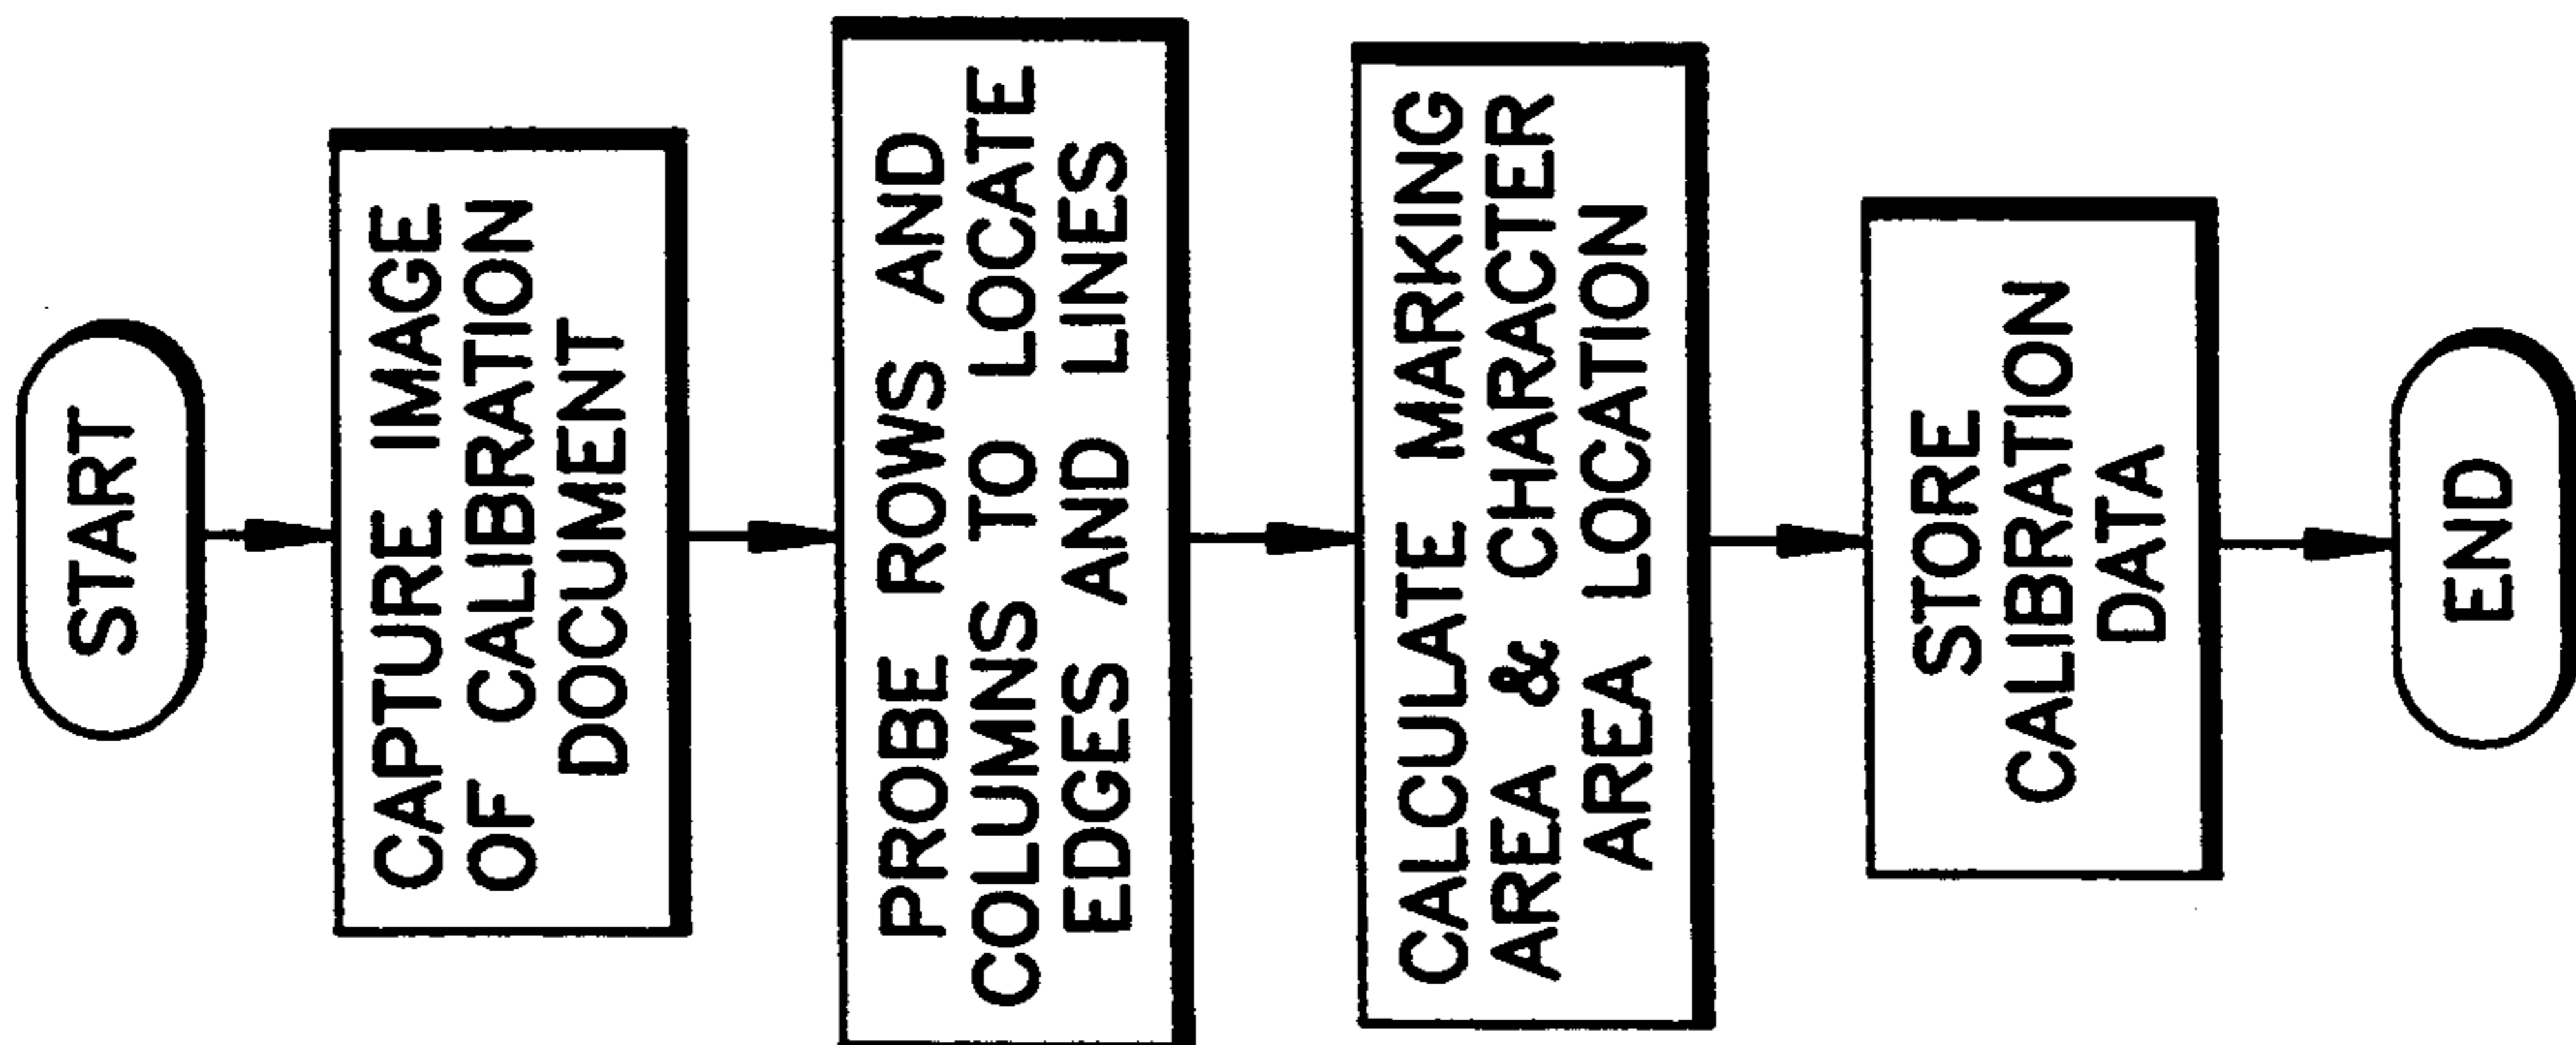 START
CAPTURE IMAGE
OF CALIBRATION
DOCUMENT
PROBE ROWS AND
COLUMNS TO LOCATE
EDGES AND LINES
CALCULATE MARKING
AREA & CHARACTER
AREA LOCATION
STORE
CALIBRATION
DATA
END